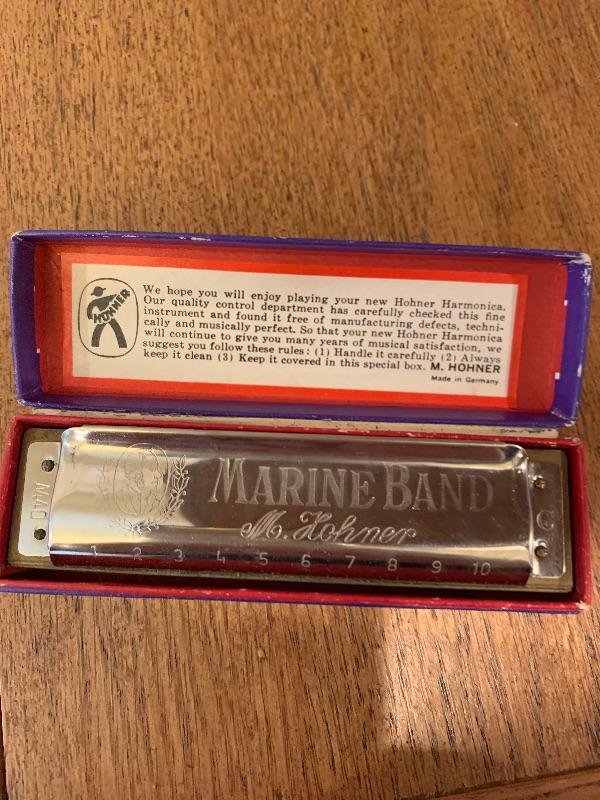 HOHNER
We hope you will enjoy playing your new Hohner Harmonica.
Our quality control department has carefully checked this fine
instrument and found it free of manufacturing defects, techni-
cally and musically perfect. So that your new Hohner Harmonica
will continue to give you many years of musical satisfaction, we
suggest you follow these rules: (1) Handle it carefully (2) Always
keep it clean (3) Keep it covered in this special box. M. HOHNER
Made in Germany
MARINE BAND
M. Hohner
1 2 3 4 5 6 7 8 9 10